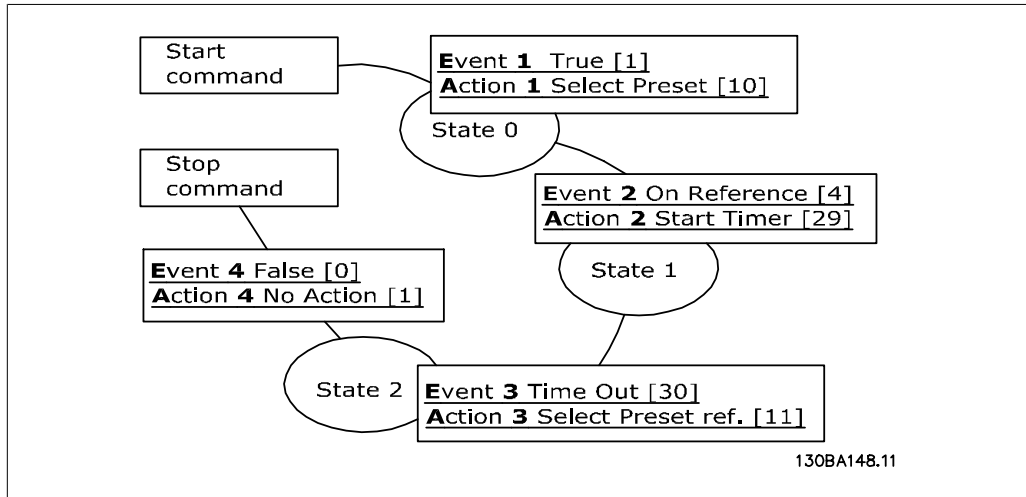 Start
command
Event 1 True [1]
Action 1 Select Preset [10]
State 0
Stop
command
Event 2 On Reference [4]
Action 2 Start Timer [29]
State 1
Event 4 False [0]
Action 4 No Action [1]
State 2
Event 3 Time Out [30]
Action 3 Select Preset ref. [11]
130BA148.11